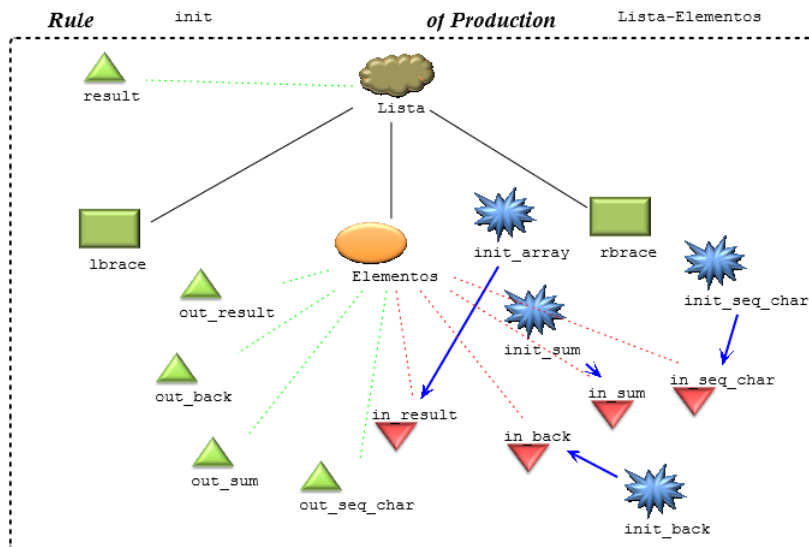 Rule init of Production Lista-Elementos
result
Lista
lbrace
init_array
rbrace
Elementos
init_seq_char
out_result
init_sum
out_back
in_result
in_sum
in_seq_char
in_back
out_sum
out_seq_char
init_back